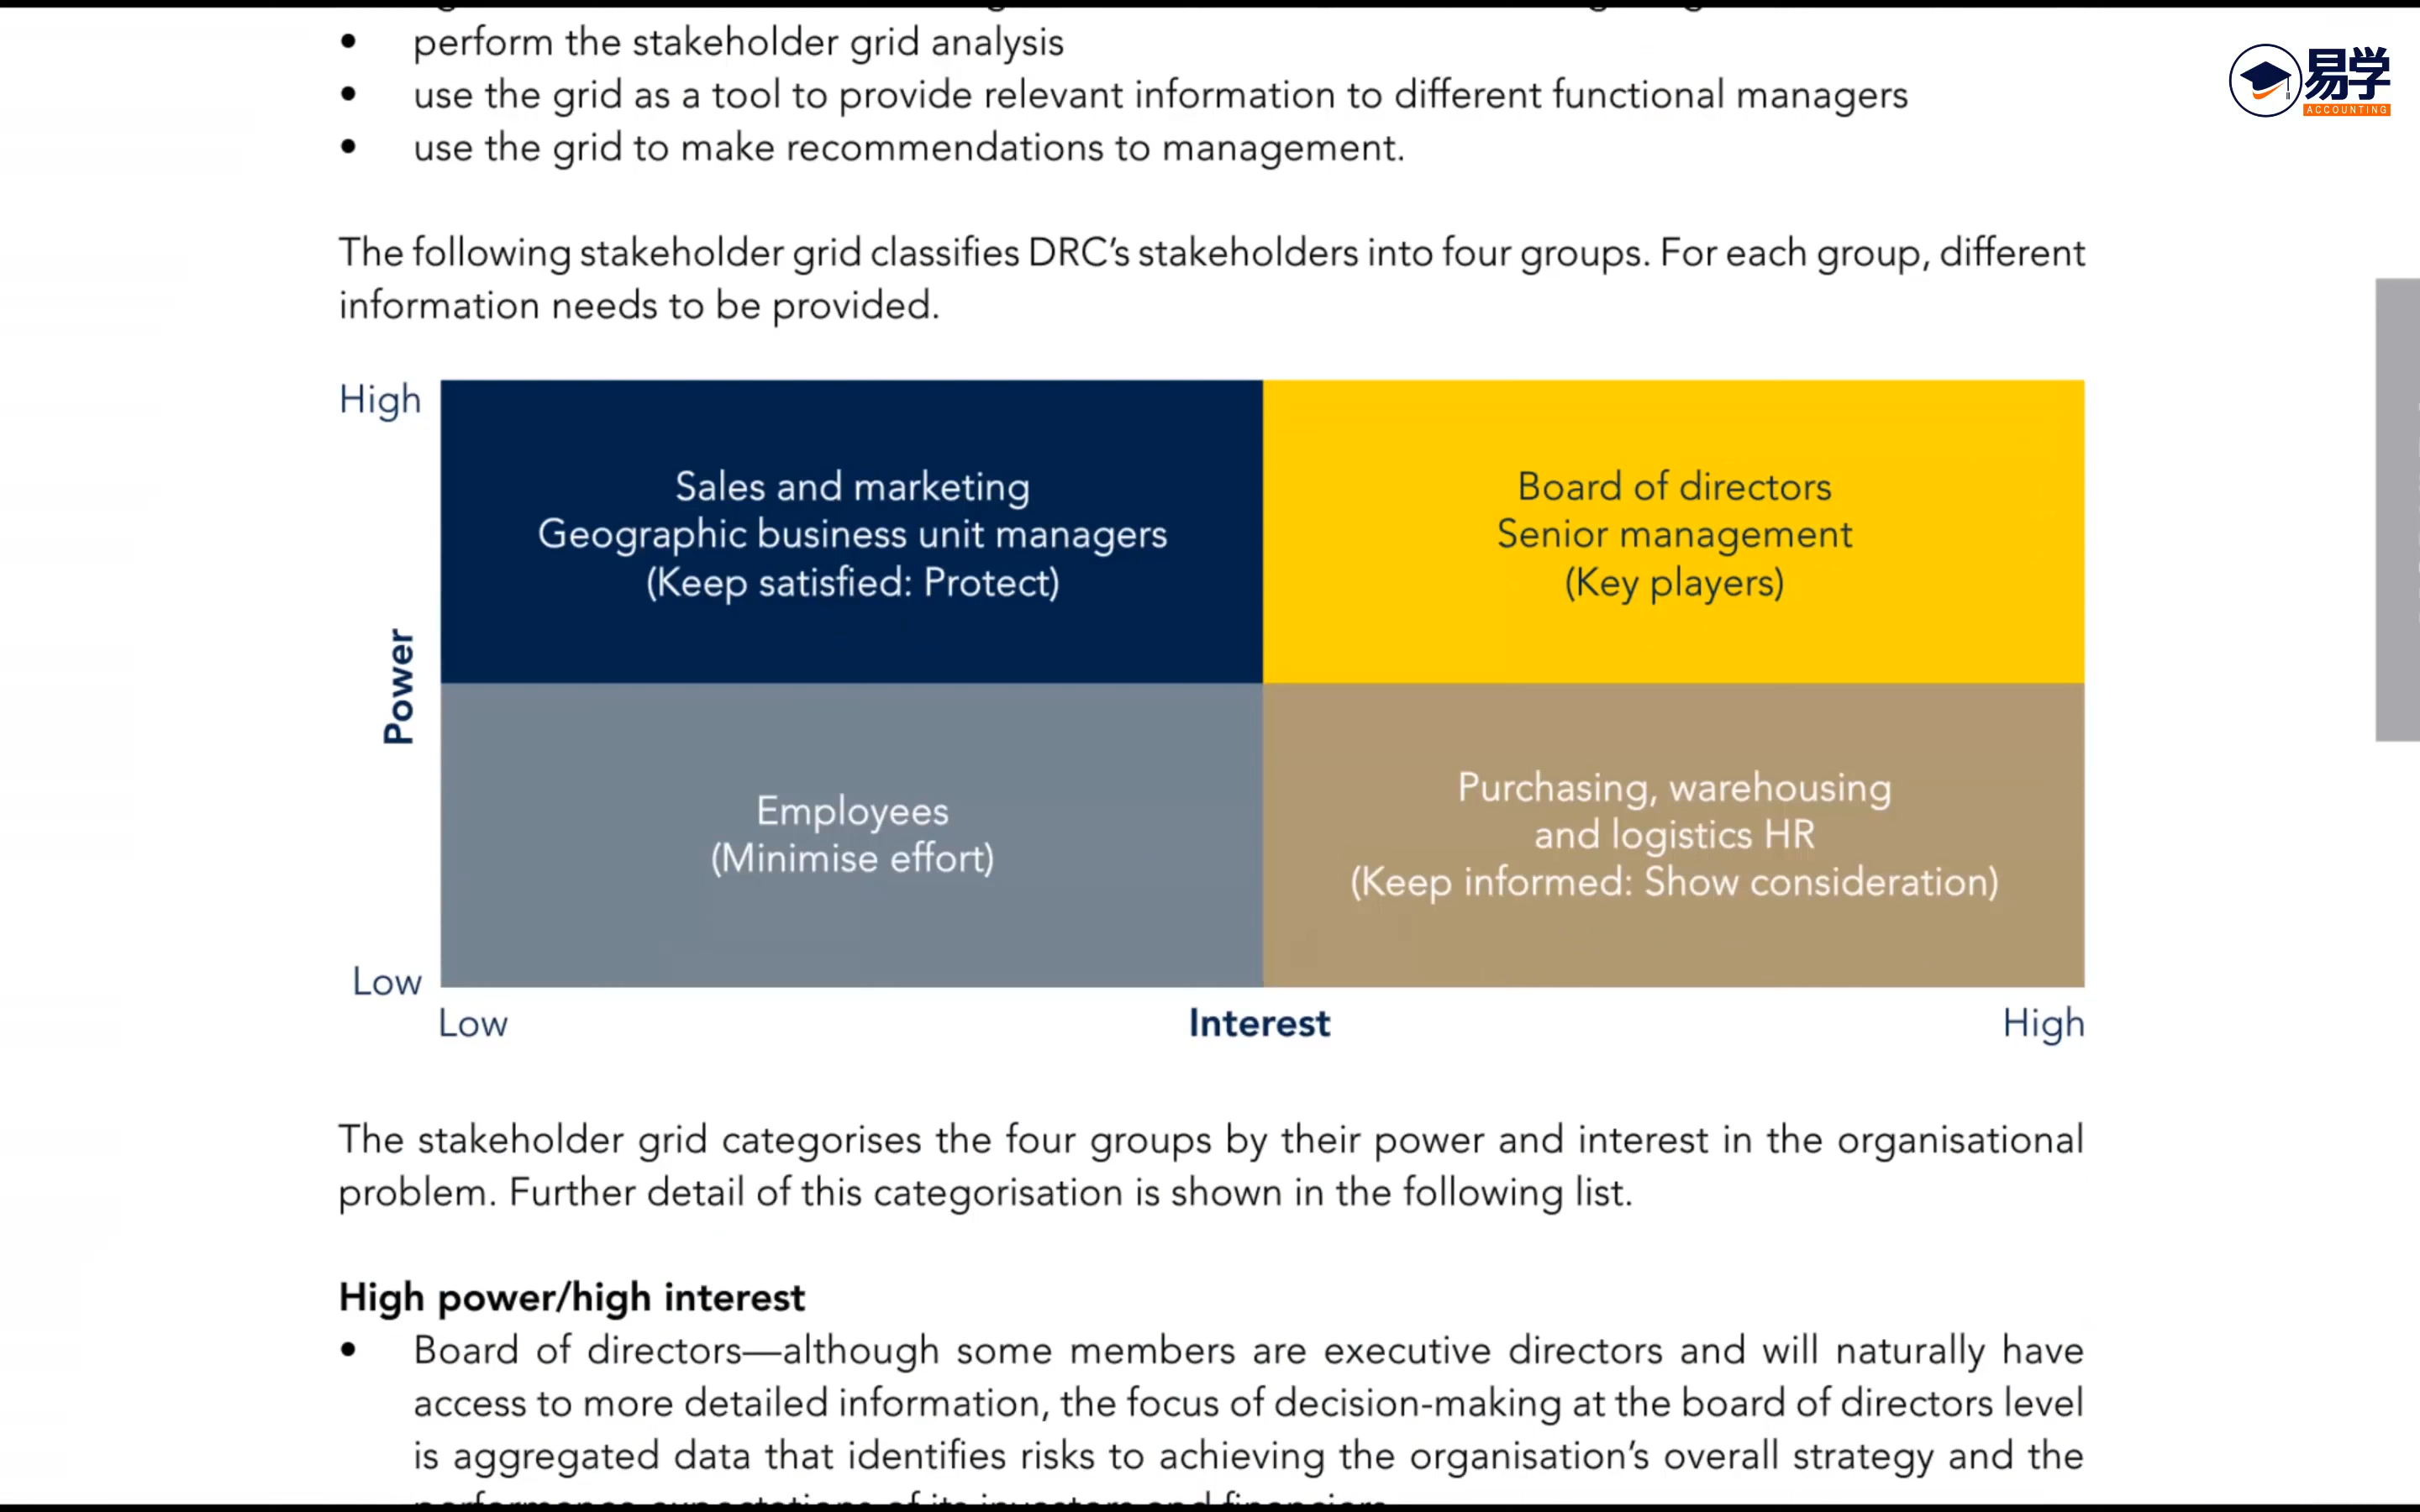 • perform the stakeholder grid analysis
• use the grid as a tool to provide relevant information to different functional managers
• use the grid to make recommendations to management.
易学
ACCOUNTING
The following stakeholder grid classifies DRC’s stakeholders into four groups. For each group, different
information needs to be provided.
High
Sales and marketing
Geographic business unit managers
(Keep satisfied: Protect)
Board of directors
Senior management
(Key players)
Power
Employees
(Minimise effort)
Purchasing, warehousing
and logistics HR
(Keep informed: Show consideration)
Low
Low
Interest
High
The stakeholder grid categorises the four groups by their power and interest in the organisational
problem. Further detail of this categorisation is shown in the following list.
High power/high interest
• Board of directors—although some members are executive directors and will naturally have
access to more detailed information, the focus of decision-making at the board of directors level
is aggregated data that identifies risks to achieving the organisation’s overall strategy and the
performance expectations of its investors and financiers.